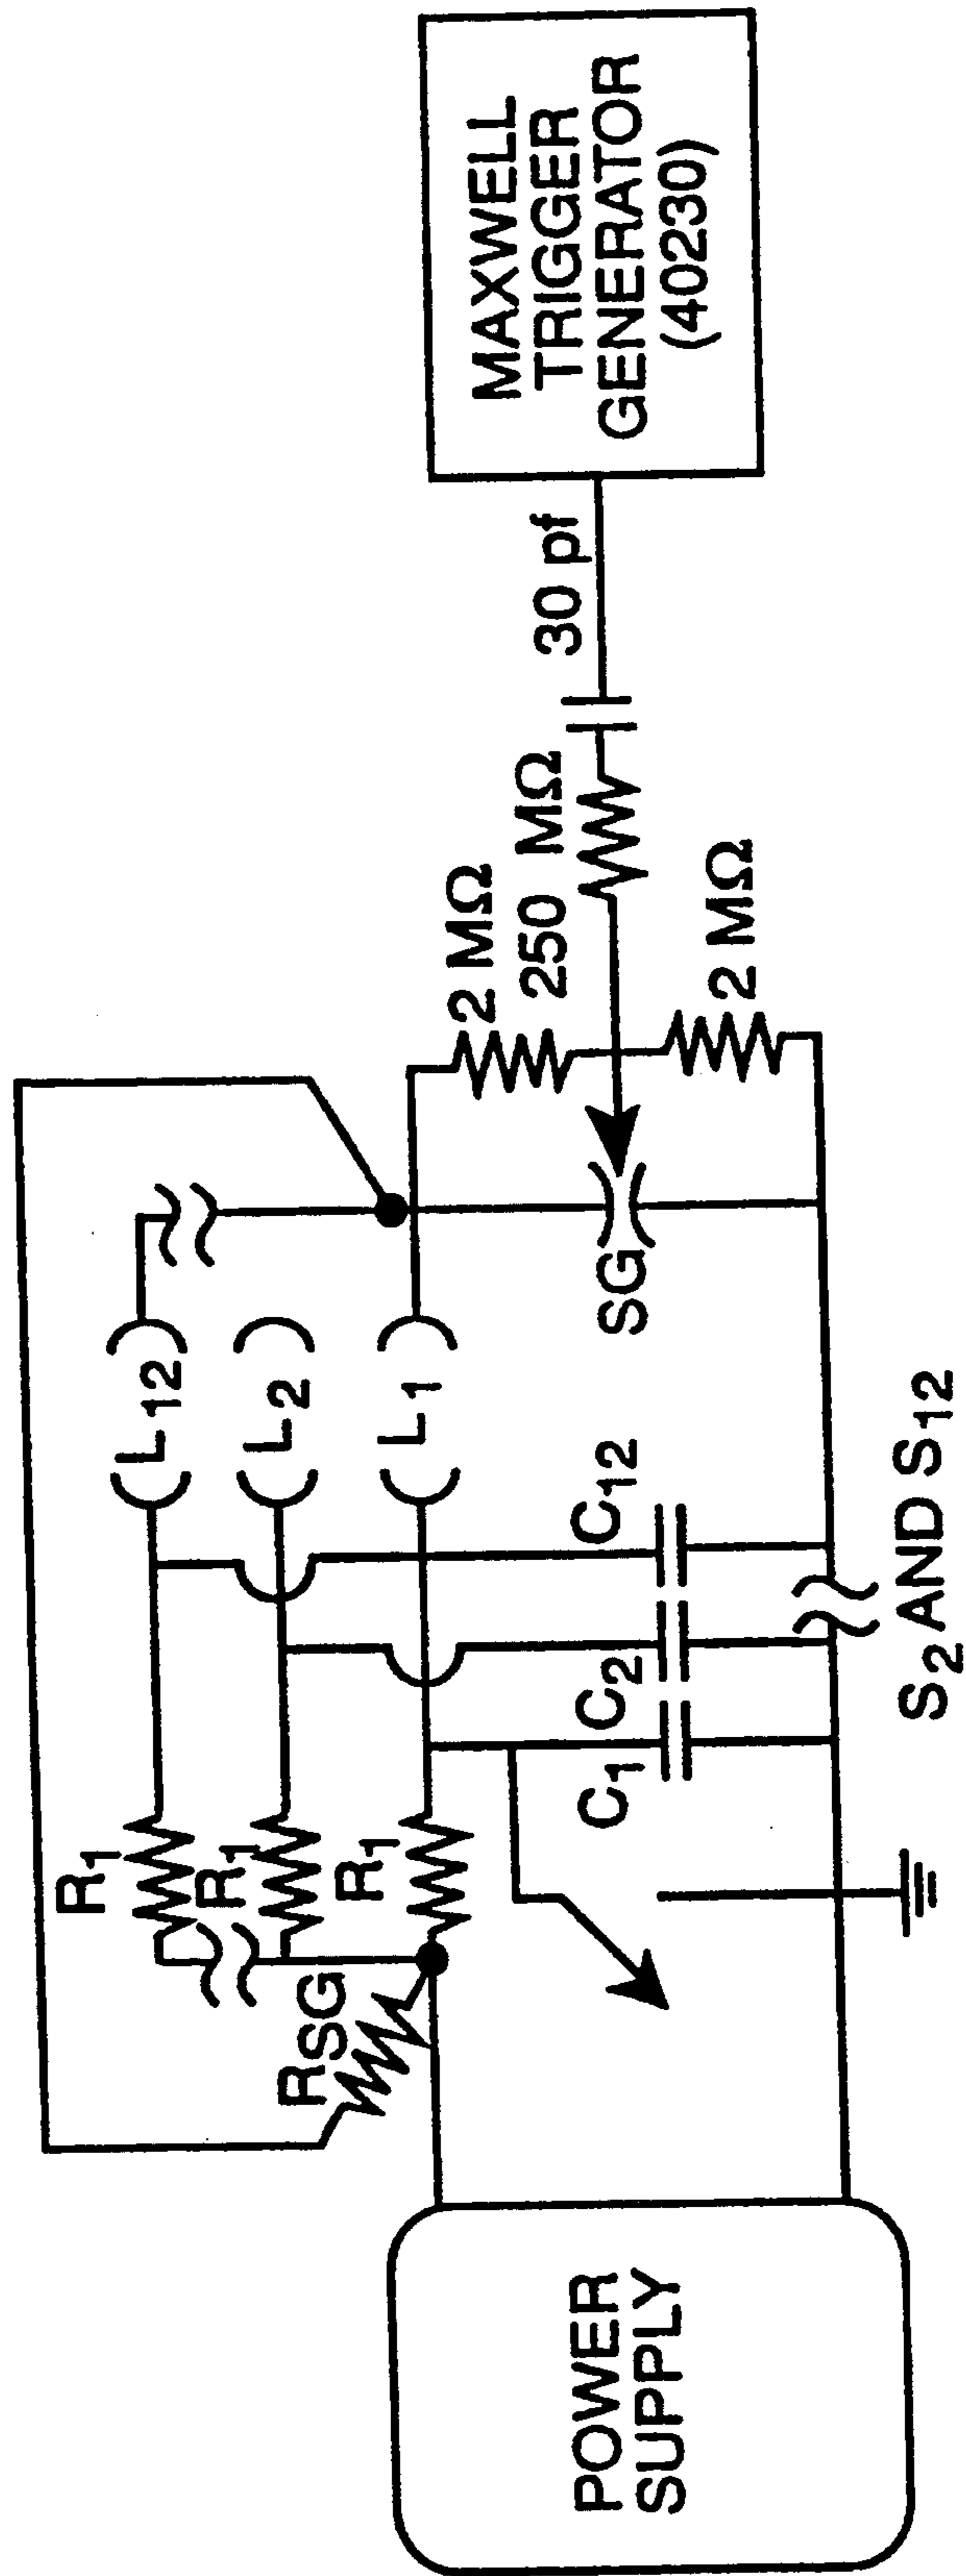 POWER
SUPPLY
RSG
R1
R1
R1
L12
L2
L1
C1
C2
C12
S2 AND S12
SG
2 MΩ
250 MΩ
2 MΩ
30 pf
MAXWELL
TRIGGER
GENERATOR
(40230)